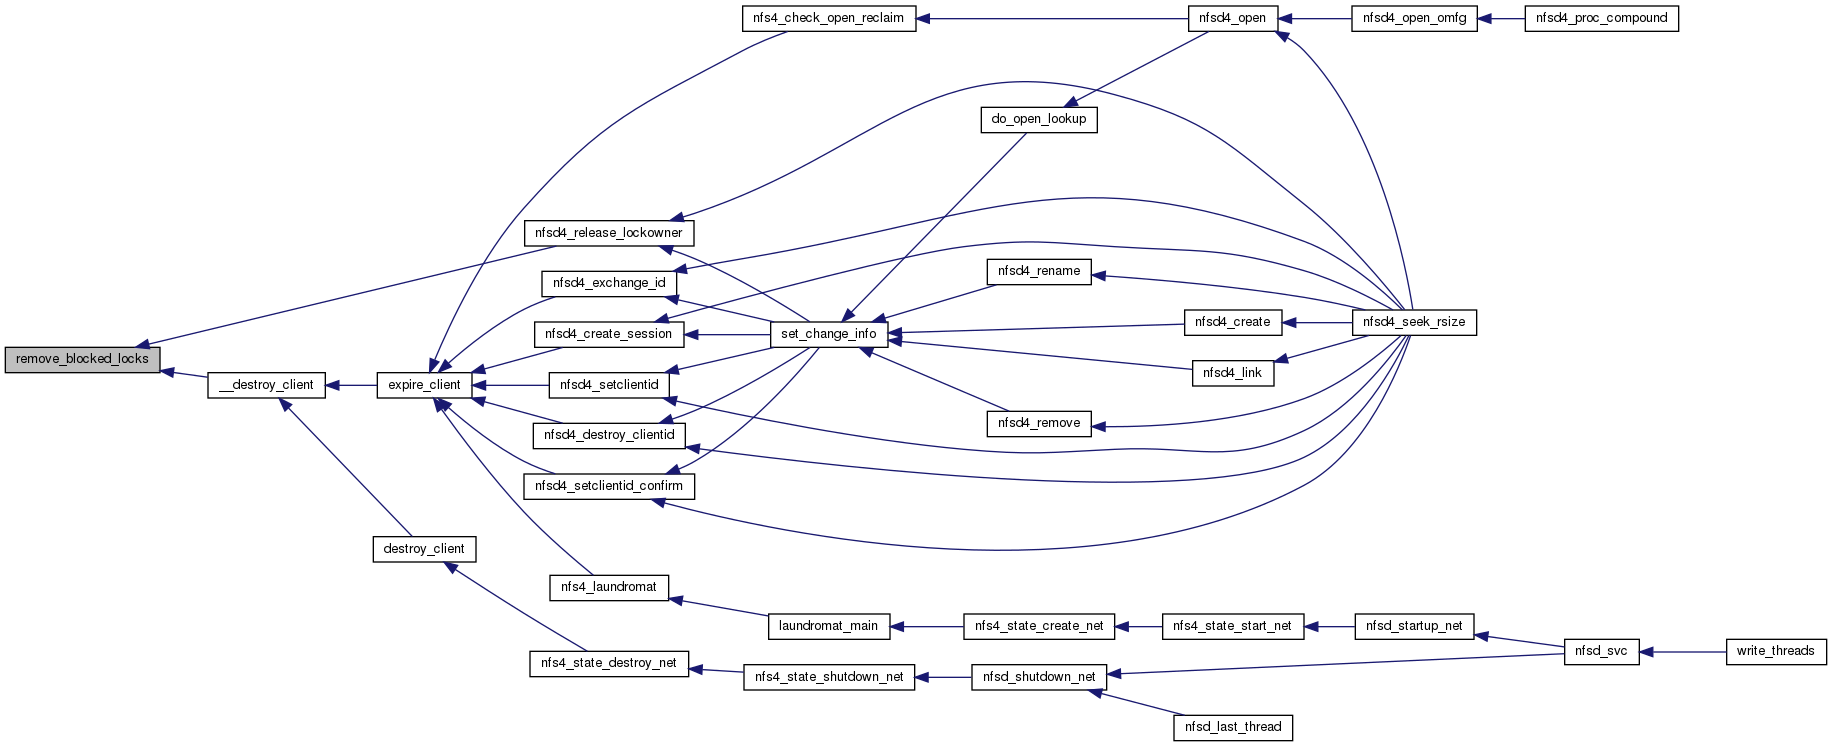 nfs4_check_open_reclaim
nfsd4_open
nfsd4_open_omfg
nfsd4_proc_compound
do_open_lookup
nfsd4_release_lockowner
nfsd4_rename
nfsd4_exchange_id
nfsd4_create_session
set_change_info
nfsd4_create
nfsd4_seek_rsize
remove_blocked_locks
__destroy_client
expire_client
nfsd4_setclientid
nfsd4_link
nfsd4_destroy_clientid
nfsd4_remove
nfsd4_setclientid_confirm
destroy_client
nfs4_laundromat
laundromat_main
nfs4_state_create_net
nfs4_state_start_net
nfsd_startup_net
nfsd_svc
write_threads
nfs4_state_destroy_net
nfs4_state_shutdown_net
nfsd_shutdown_net
nfsd_last_thread